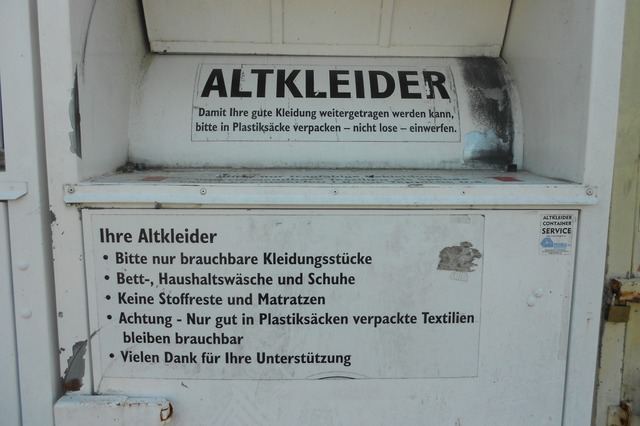 ALTKLEIDER
Damit Ihre gute Kleidung weitergetragen werden kann,
bitte in Plastiksäcke verpacken – nicht lose – einwerfen.
Ihre Altkleider
• Bitte nur brauchbare Kleidungsstücke
• Bett-, Haushaltswäsche und Schuhe
• Keine Stoffreste und Matratzen
• Achtung - Nur gut in Plastiksäcken verpackte Textilien
bleiben brauchbar
• Vielen Dank für Ihre Unterstützung
ALTKLEIDER
CONTAINER
SERVICE